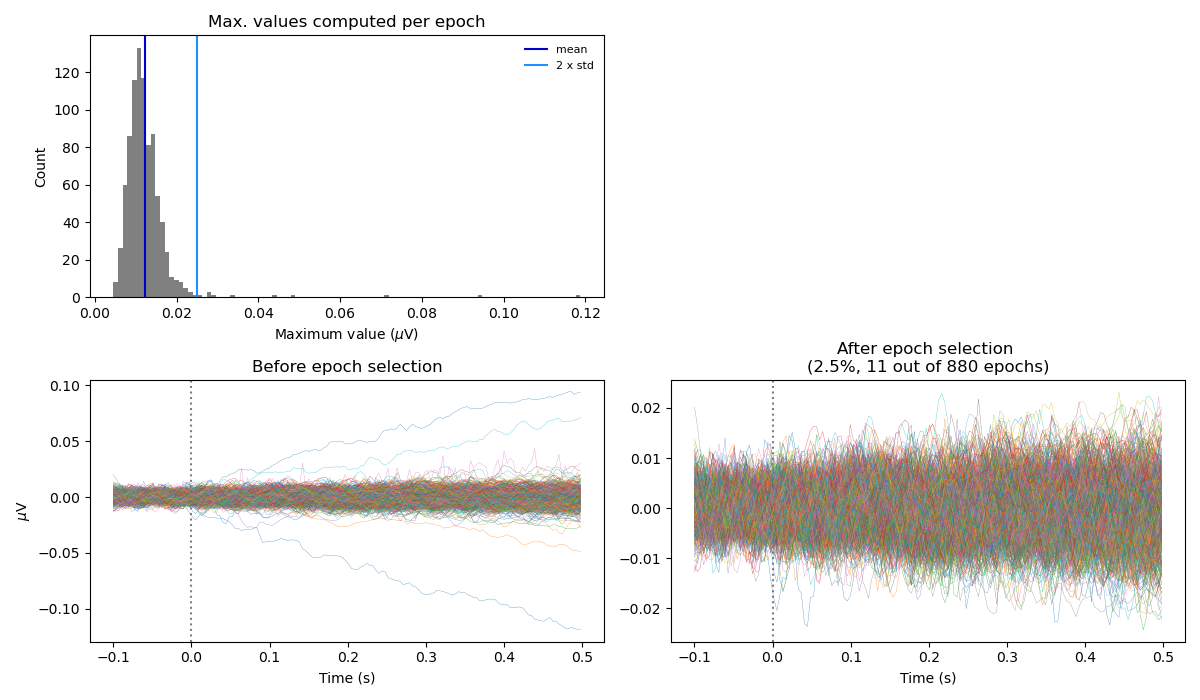 Max. values computed per epoch
mean
2 x std
120
100
80
60
40
20
0
Count
0.00 0.02 0.04 0.06 0.08 0.10 0.12
Maximum value (μV)
Before epoch selection
0.10
0.05
0.00
−0.05
−0.10
μV
−0.1 0.0 0.1 0.2 0.3 0.4 0.5
Time (s)
After epoch selection
(2.5%, 11 out of 880 epochs)
0.02
0.01
0.00
−0.01
−0.02
−0.1 0.0 0.1 0.2 0.3 0.4 0.5
Time (s)